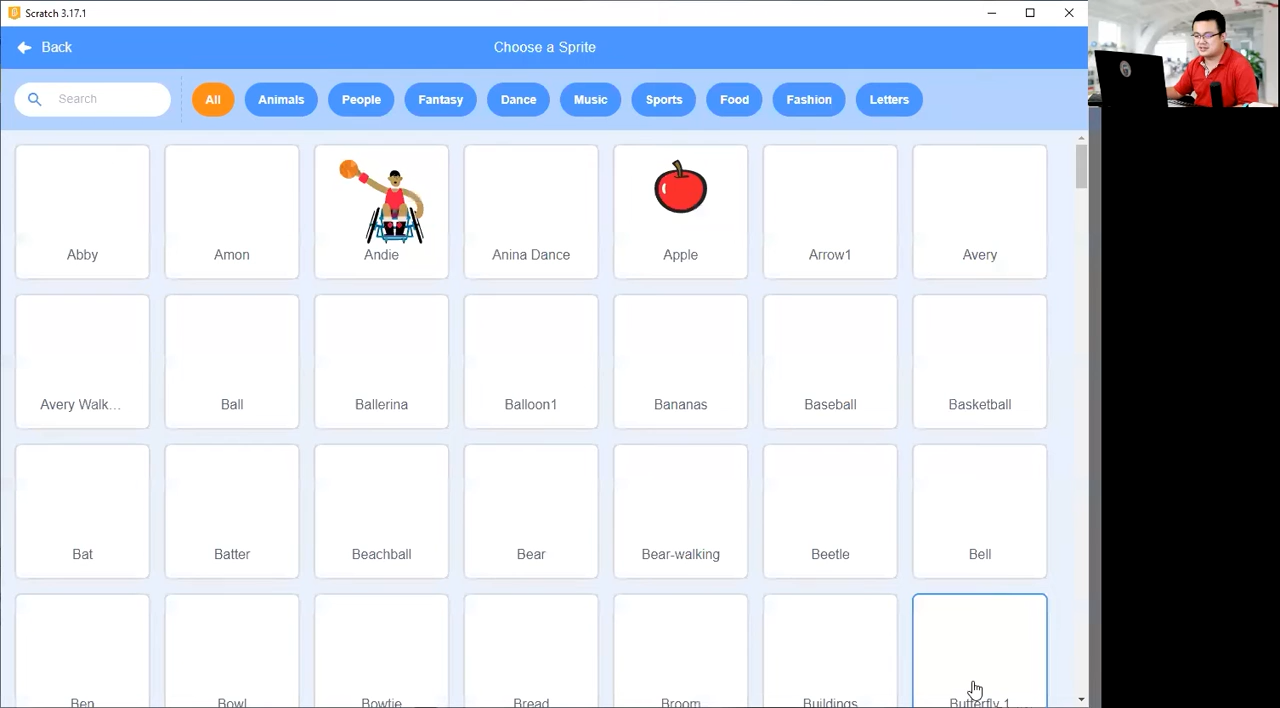 Scratch 3.17.1
Back
Choose a Sprite
Search
All
Animals
People
Fantasy
Dance
Music
Sports
Food
Fashion
Letters
Abby
Amon
Andie
Anina Dance
Apple
Arrow1
Avery
Avery Walk...
Ball
Ballerina
Balloon1
Bananas
Baseball
Basketball
Bat
Batter
Beachball
Bear
Bear-walking
Beetle
Bell
Ben
Bowl
Bowtie
Bread
Broom
Buildings
Butterfly 1